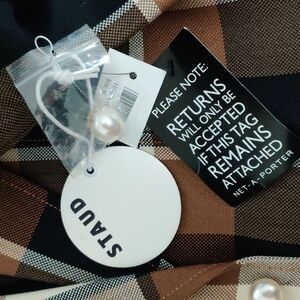 PLEASE NOTE:
RETURNS
WILL ONLY BE
ACCEPTED
IF THIS TAG
REMAINS
ATTACHED
NET-A-PORTER
STAUD